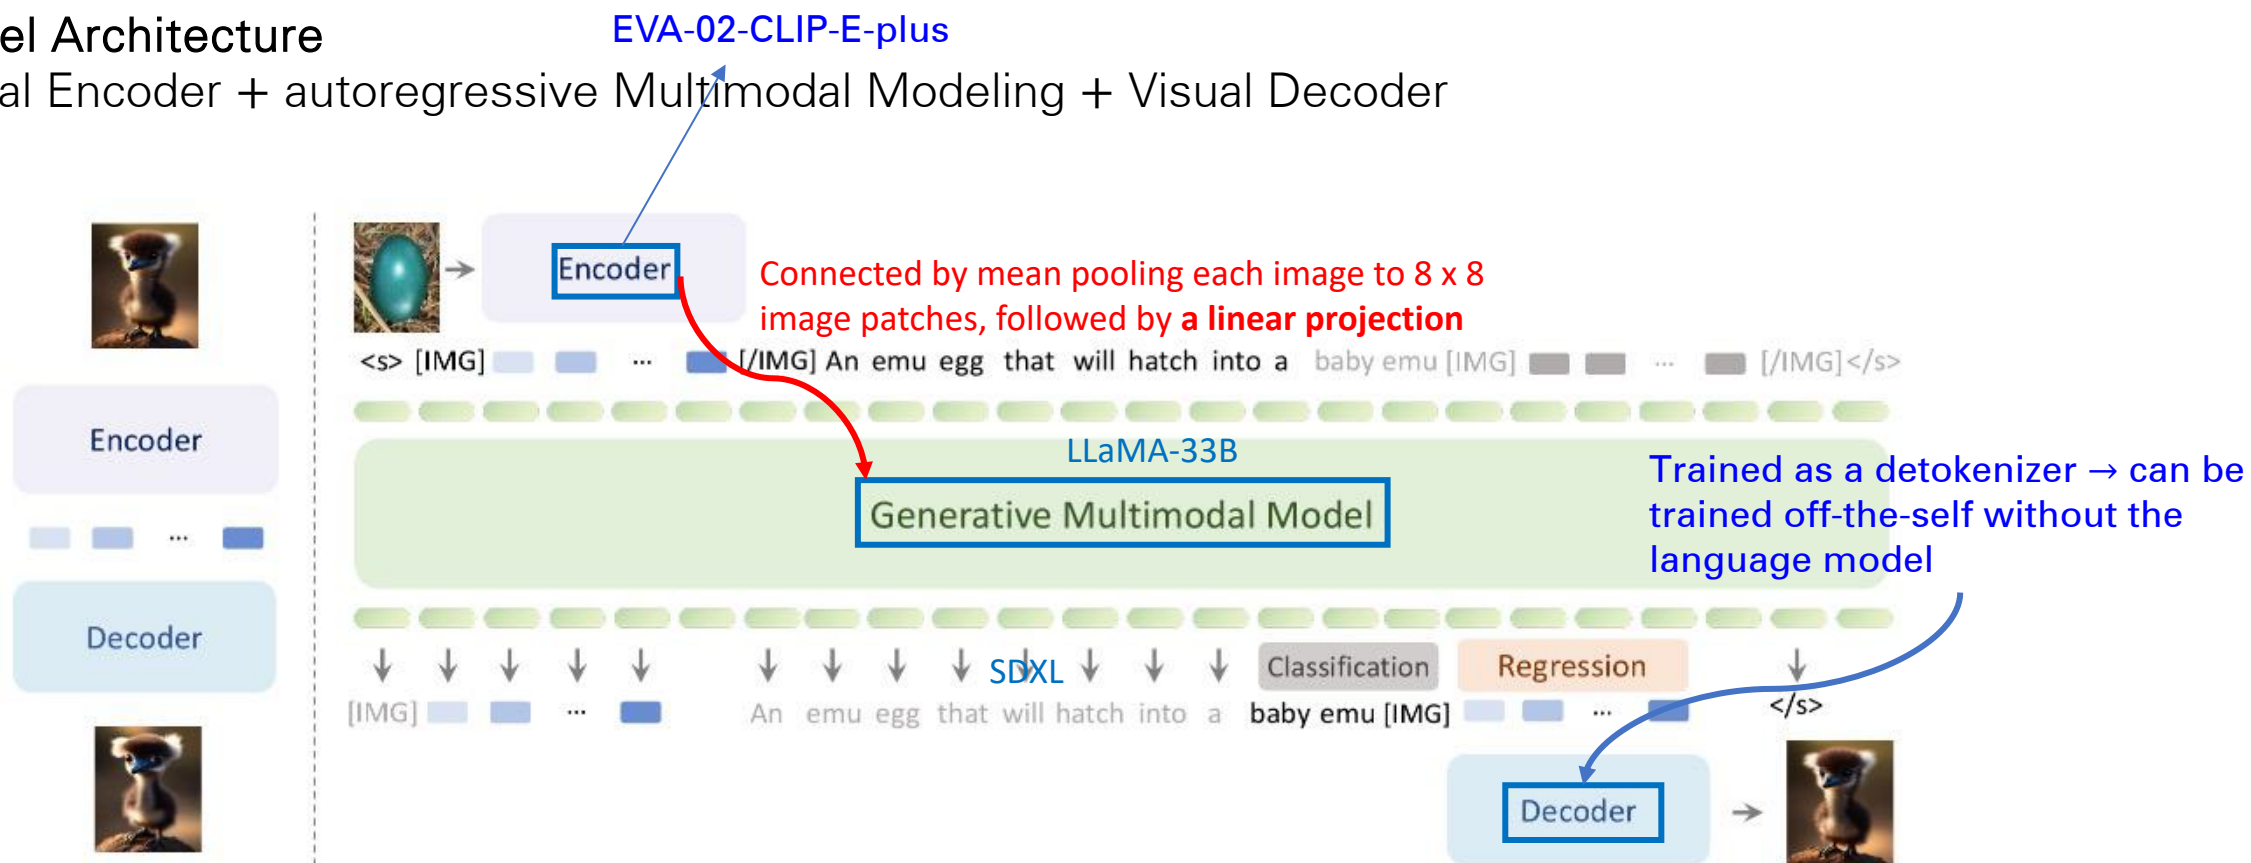 el Architecture
EVA-02-CLIP-E-plus
al Encoder + autoregressive Multimodal Modeling + Visual Decoder
Encoder
Connected by mean pooling each image to 8 x 8
image patches, followed by a linear projection
<s> [IMG] ... [/IMG] An emu egg that will hatch into a baby emu [IMG] ... [/IMG]</s>
Encoder
...
Decoder
LLaMA-33B
Generative Multimodal Model
Trained as a detokenizer → can be
trained off-the-self without the
language model
SDXL
Classification
Regression
[IMG] ... An emu egg that will hatch into a baby emu [IMG] ... </s>
Decoder